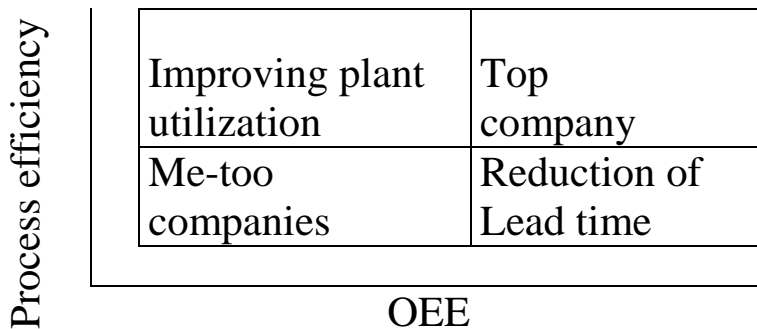 Process efficiency
Improving plant
utilization
Top
company
Me-too
companies
Reduction of
Lead time
OEE